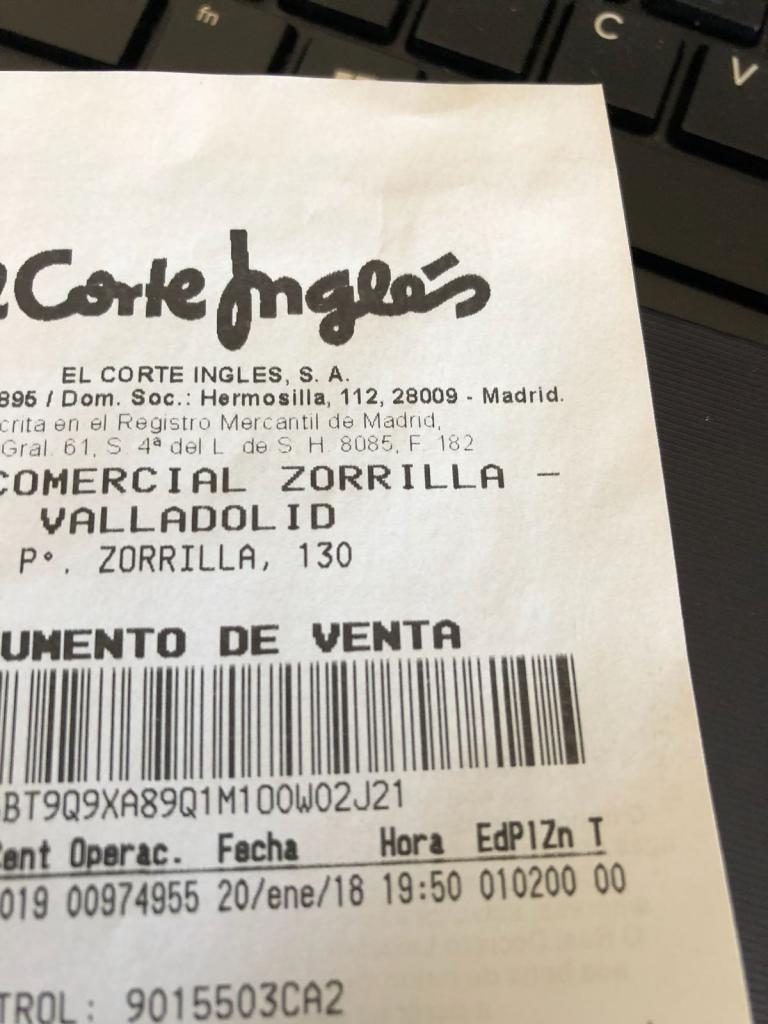 fn
C
V
El Corte Inglés
EL CORTE INGLES, S. A.
895 / Dom. Soc.: Hermosilla, 112, 28009 - Madrid.
crita en el Registro Mercantil de Madrid,
Gral. 61, S. 4ª del L. de S. H. 8085, F. 182
COMERCIAL ZORRILLA -
VALLADOLID
Pº. ZORRILLA, 130
UMENTO DE VENTA
BT9Q9XA89Q1M100W02J21
ent Operac. Fecha Hora EdPlZn T
019 00974955 20/ene/18 19:50 010200 00
TROL: 9015503CA2